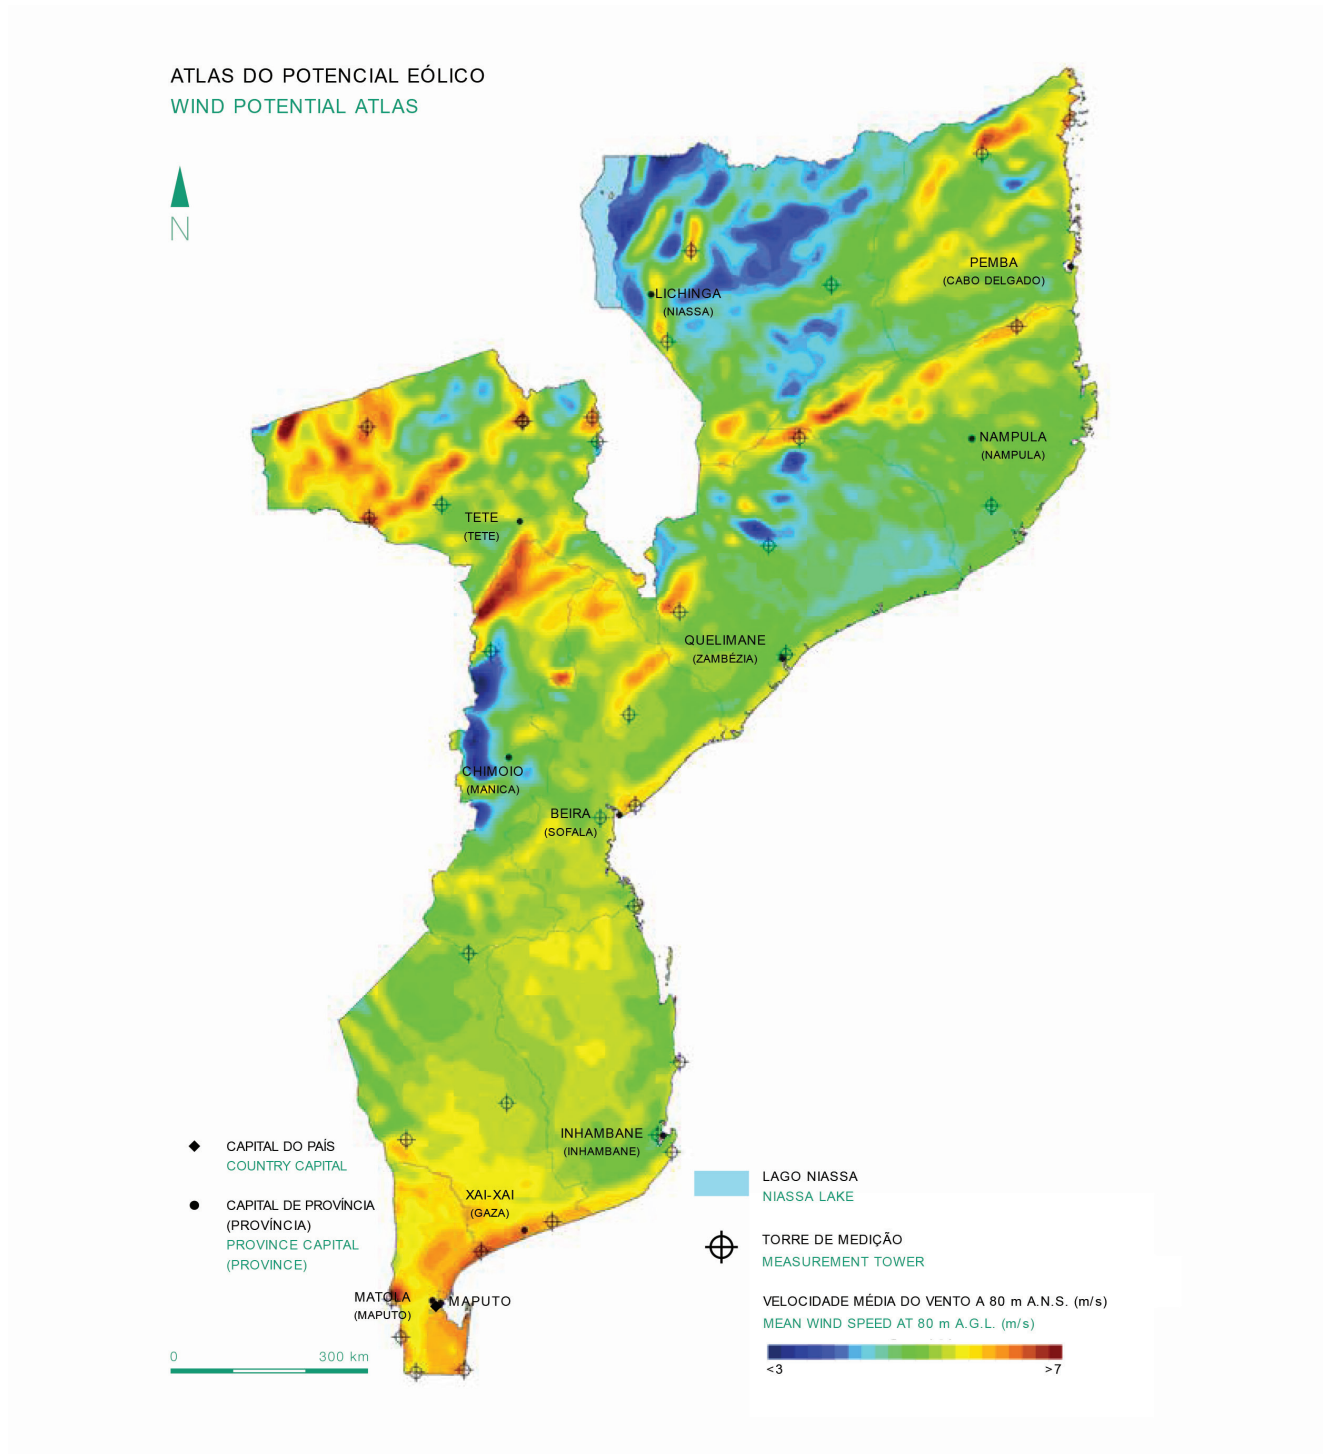 ATLAS DO POTENCIAL EÓLICO
WIND POTENTIAL ATLAS
N
PEMBA
(CABO DELGADO)
LICHINGA
(NIASSA)
NAMPULA
(NAMPULA)
TETE
(TETE)
QUELIMANE
(ZAMBÉZIA)
CHIMOIO
(MANICA)
BEIRA
(SOFALA)
INHAMBANE
(INHAMBANE)
XAI-XAI
(GAZA)
MATOLA
(MAPUTO)
MAPUTO
CAPITAL DO PAÍS
COUNTRY CAPITAL
CAPITAL DE PROVÍNCIA
(PROVÍNCIA)
PROVINCE CAPITAL
(PROVINCE)
0 300 km
LAGO NIASSA
NIASSA LAKE
TORRE DE MEDIÇÃO
MEASUREMENT TOWER
VELOCIDADE MÉDIA DO VENTO A 80 m A.N.S. (m/s)
MEAN WIND SPEED AT 80 m A.G.L. (m/s)
<3 >7